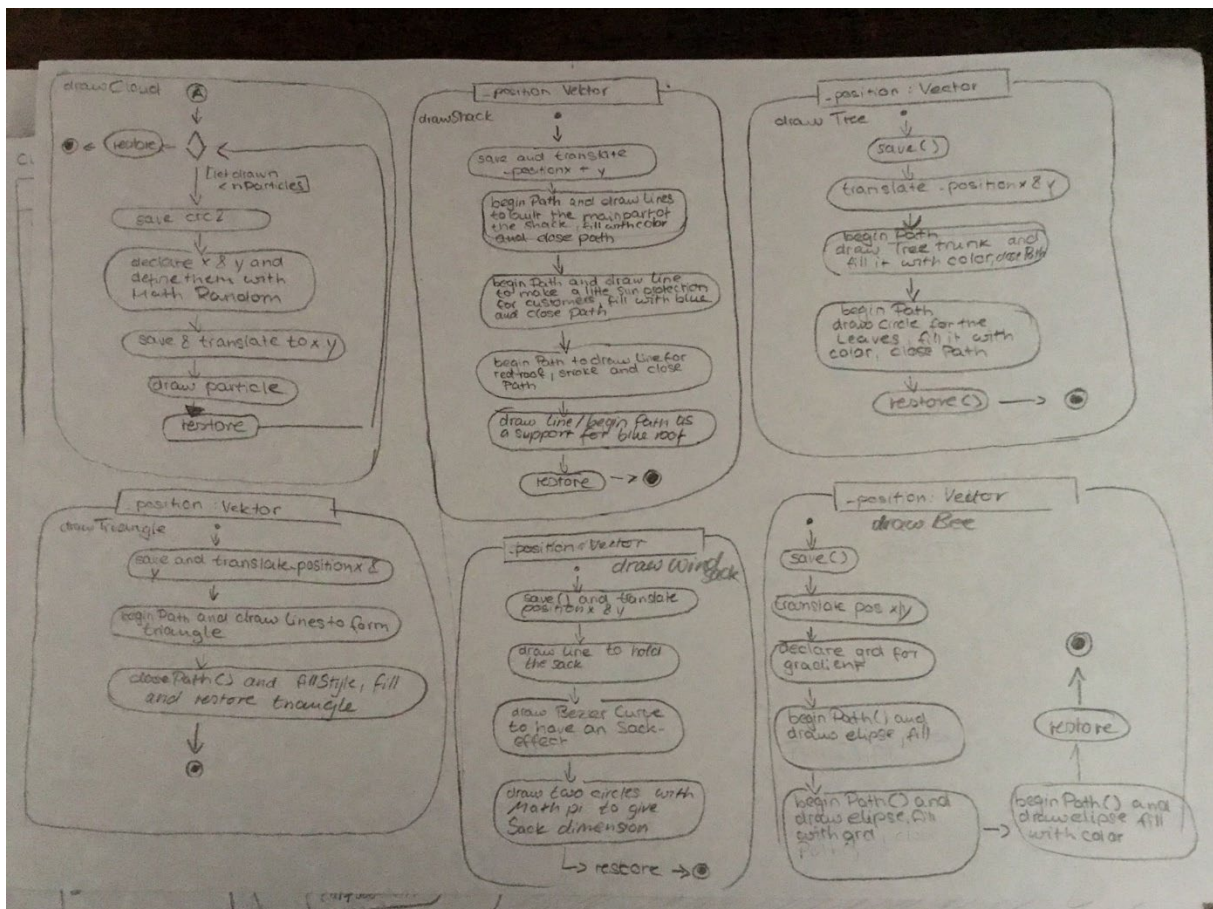 drawCloud
A
restore
[let drawn
< nParticles]
save crc2
declare x & y and
define them with
Math Random
save & translate to x y
draw particle
restore
_position Vektor
drawShack
save and translate
_positionx + y
begin Path and draw Lines
to built the main part of
the shack, fill with color
and close path
begin Path and draw Line
to make a little sun protection
for customers, fill with blue
and close path
begin Path to draw Line for
red roof, stroke and close
Path
draw Line/begin Path as
a support for blue roof
restore
_position : Vector
draw Tree
save()
translate _position x & y
begin Path
draw Tree trunk and
fill it with color, close Path
begin Path
draw Circle for the
Leaves, fill it with
color, close Path
restore()
_position : Vektor
drawTriangle
save and translate_position x &
y
beginPath and draw lines to form
triangle
closePath() and fillStyle, fill
and restore triangle
_position : Vector
draw Wind
sack
save() and translate
position x & y
draw Line to hold
the sack
draw Bezier Curve
to have an Sack-
effect
draw two circles with
Math pi to give
Sack dimension
restore
_position : Vector
draw Bee
save()
translate pos x/y
declare grd for
gradient
begin Path() and
draw elipse, fill
begin Path() and
draw elipse, fill
with grd
begin Path() and
draw elipse fill
with color
restore